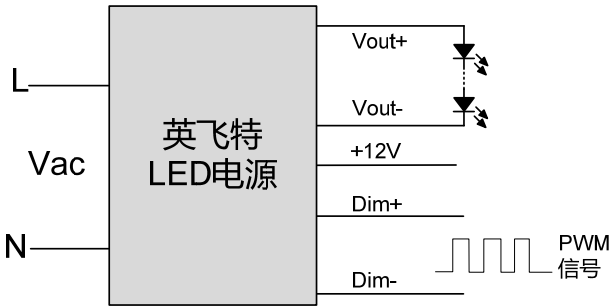 L
Vac
N
英飞特
LED电源
Vout+
Vout-
+12V
Dim+
Dim-
PWM
信号